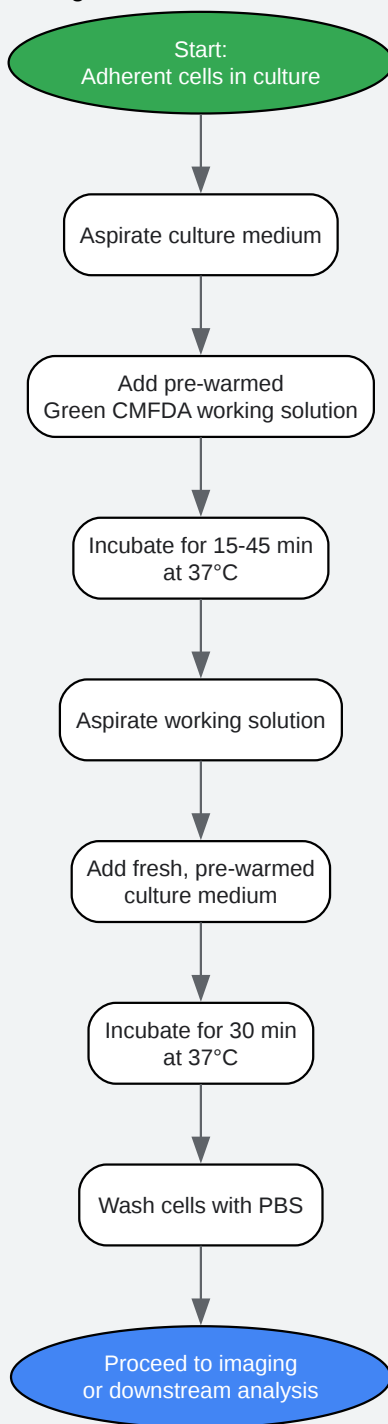 Start:
Adherent cells in culture
Aspirate culture medium
Add pre-warmed
Green CMFDA working solution
Incubate for 15-45 min
at 37°C
Aspirate working solution
Add fresh, pre-warmed
culture medium
Incubate for 30 min
at 37°C
Wash cells with PBS
Proceed to imaging
or downstream analysis